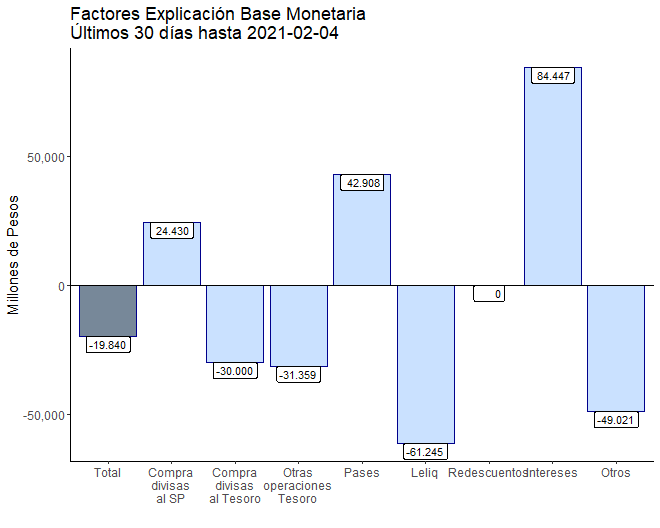 Factores Explicación Base Monetaria
Últimos 30 días hasta 2021-02-04
Millones de Pesos
50,000
0
-50,000
-19.840
24.430
-30.000
-31.359
42.908
-61.245
0
84.447
-49.021
Total
Compra
divisas
al SP
Compra
divisas
al Tesoro
Otras
operaciones
Tesoro
Pases
Leliq
Redescuentos
Intereses
Otros